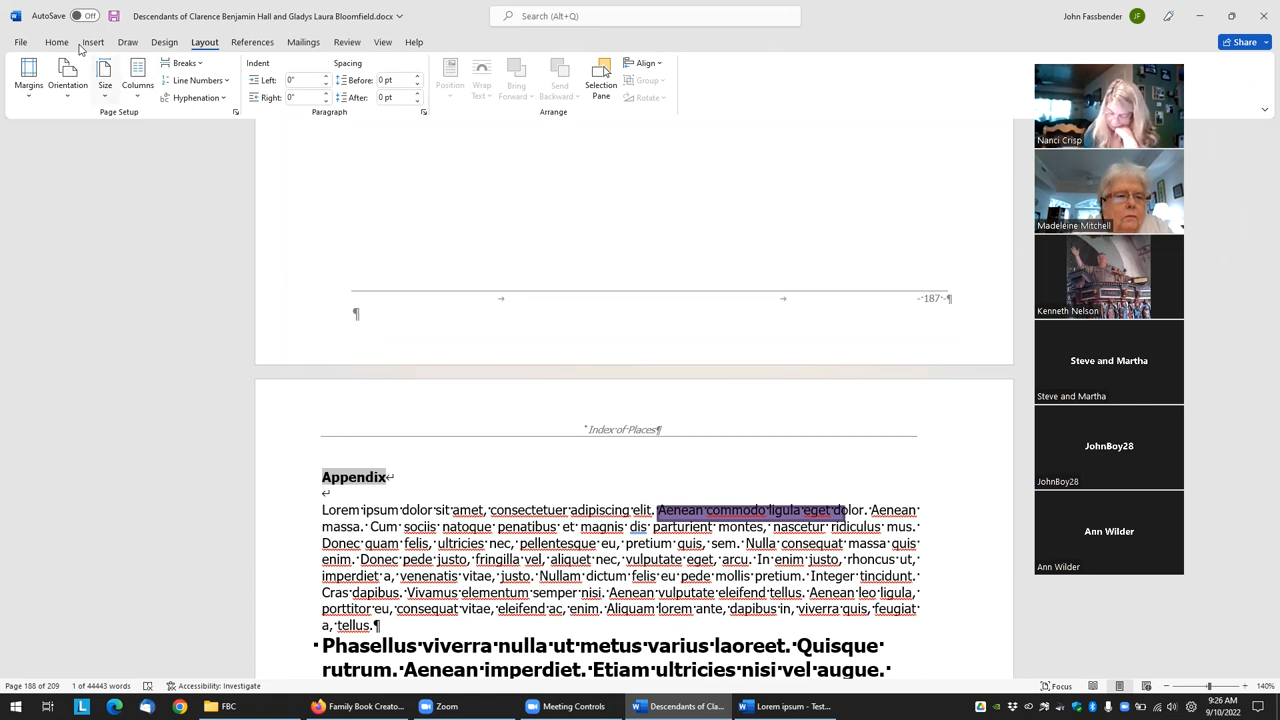 AutoSave Off Descendants of Clarence Benjamin Hall and Gladys Laura Bloomfield.docx Search (Alt+Q) John Fassbender JF
File Home Insert Draw Design Layout References Mailings Review View Help Share
Margins Orientation Size Columns
Breaks
Line Numbers
Hyphenation
Page Setup
Indent Spacing
Left: 0" Before: 0 pt
Right: 0" After: 0 pt
Paragraph
Position Wrap Text Bring Forward Send Backward Selection Pane
Align
Group
Rotate
Arrange
- 187 -¶
¶
Index of Places¶
Appendix
Lorem ipsum dolor sit amet, consectetuer adipiscing elit. Aenean commodo ligula eget dolor. Aenean
massa. Cum sociis natoque penatibus et magnis dis parturient montes, nascetur ridiculus mus.
Donec quam felis, ultricies nec, pellentesque eu, pretium quis, sem. Nulla consequat massa quis
enim. Donec pede justo, fringilla vel, aliquet nec, vulputate eget, arcu. In enim justo, rhoncus ut,
imperdiet a, venenatis vitae, justo. Nullam dictum felis eu pede mollis pretium. Integer tincidunt.
Cras dapibus. Vivamus elementum semper nisi. Aenean vulputate eleifend tellus. Aenean leo ligula,
porttitor eu, consequat vitae, eleifend ac, enim. Aliquam lorem ante, dapibus in, viverra quis, feugiat
a, tellus.¶
Phasellus viverra nulla ut metus varius laoreet. Quisque
rutrum. Aenean imperdiet. Etiam ultricies nisi vel augue.
Nanci Crisp
Madeleine Mitchell
Kenneth Nelson
Steve and Martha
Steve and Martha
JohnBoy28
JohnBoy28
Ann Wilder
Ann Wilder
Page 188 of 209 1 of 44443 words Accessibility: Investigate Focus 140%
FBC Family Book Creato... Zoom Meeting Controls Descendants of Cla... Lorem ipsum - Test... 9:26 AM
9/10/2022